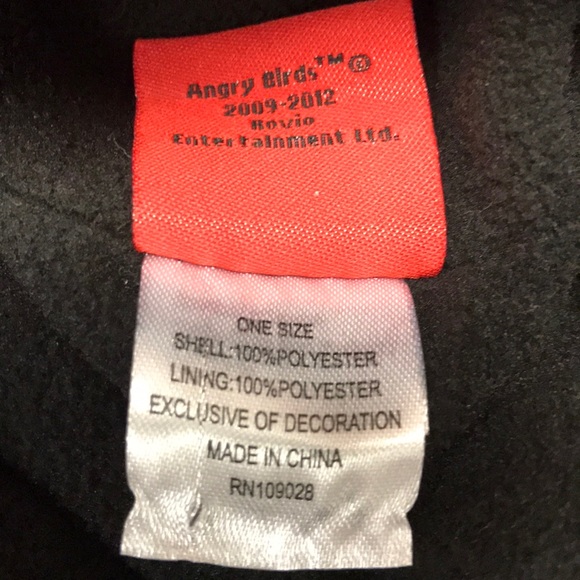 Angry Birds™©
2009-2012
Rovio
Entertainment Ltd.
ONE SIZE
SHELL:100%POLYESTER
LINING:100%POLYESTER
EXCLUSIVE OF DECORATION
MADE IN CHINA
RN109028